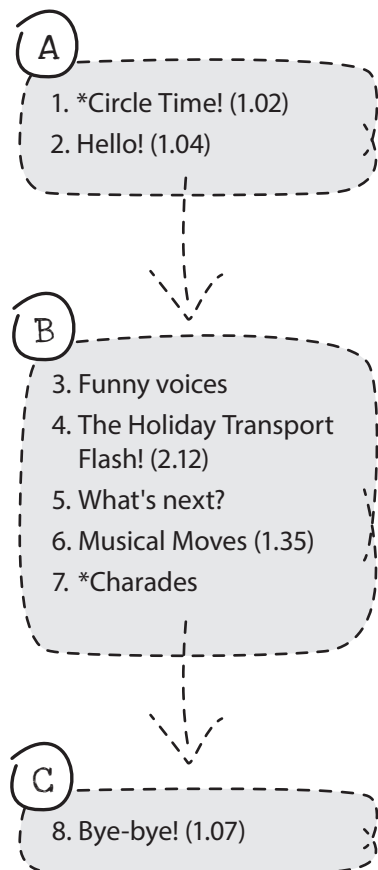 A
1. *Circle Time! (1.02)
2. Hello! (1.04)
B
3. Funny voices
4. The Holiday Transport
Flash! (2.12)
5. What's next?
6. Musical Moves (1.35)
7. *Charades
C
8. Bye-bye! (1.07)